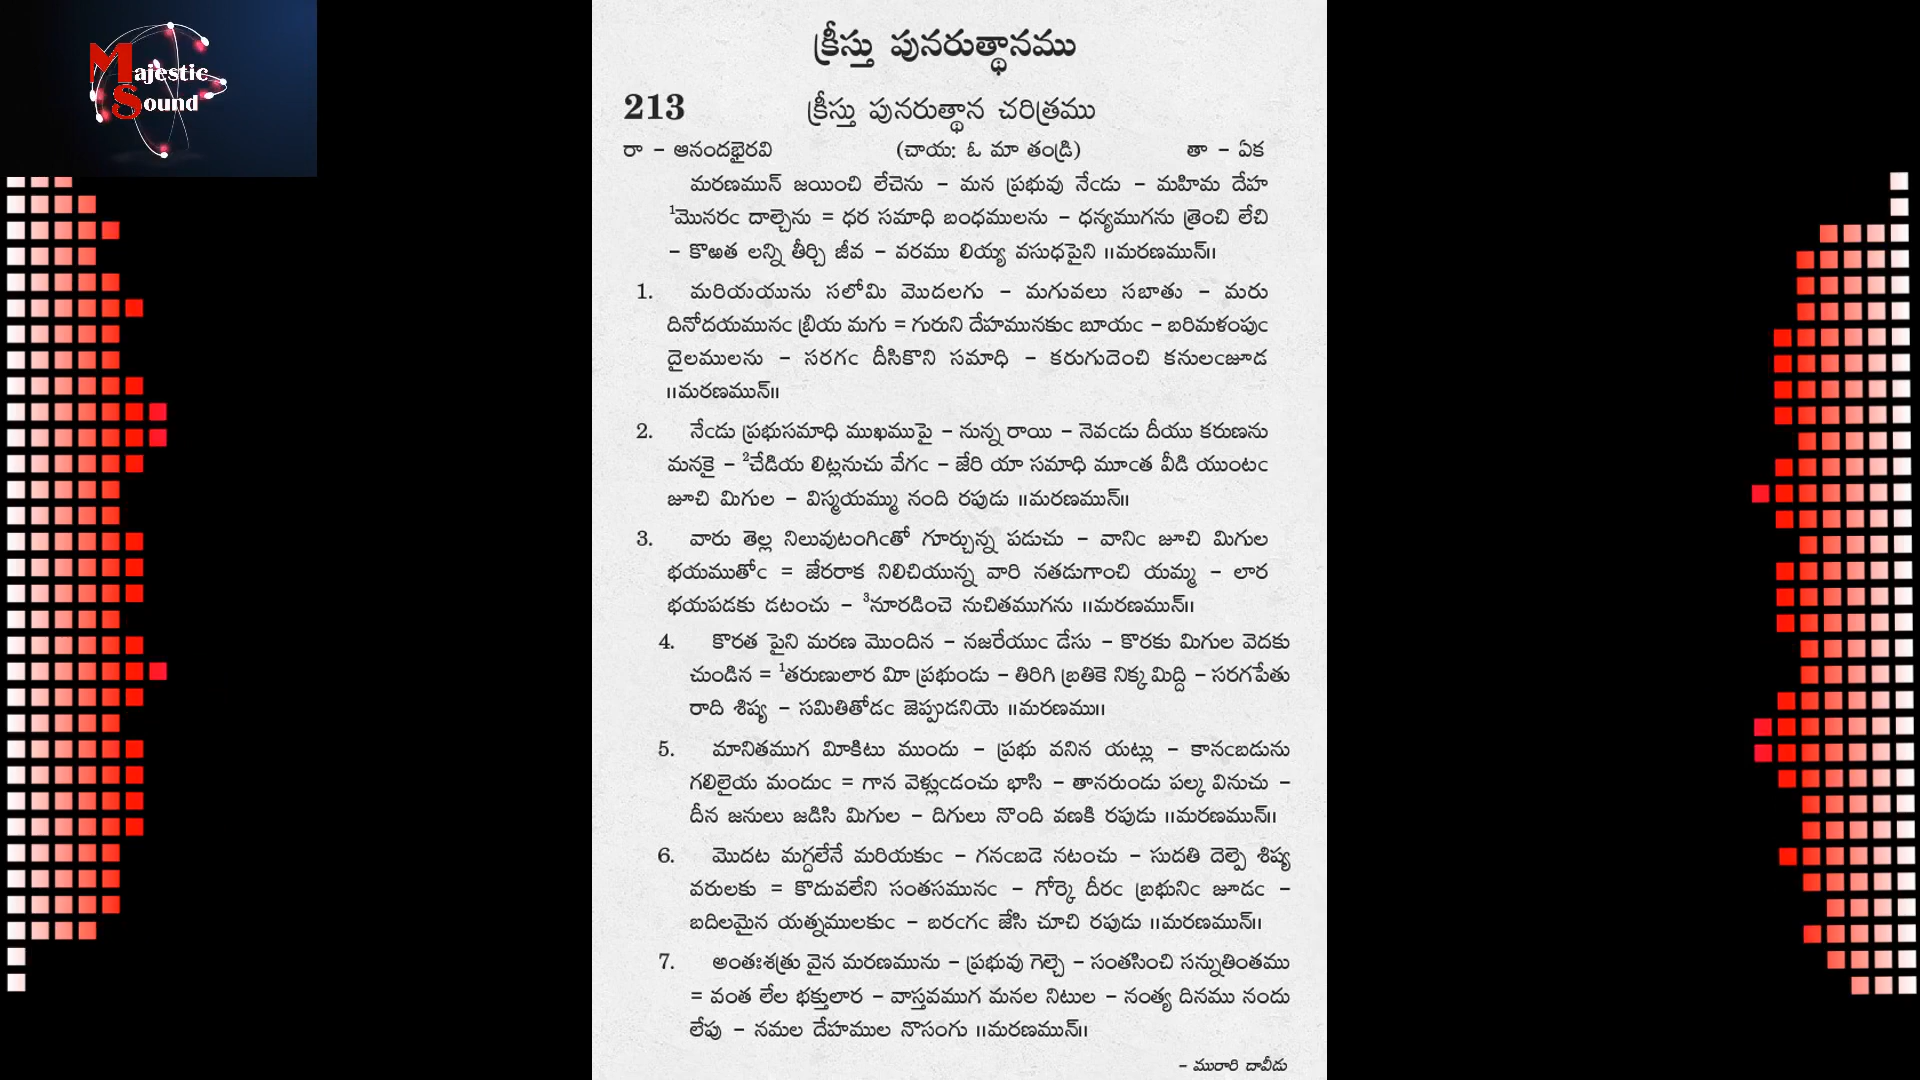 Majestic
Sound
క్రీస్తు పునరుత్థానము
213 క్రీస్తు పునరుత్థాన చరిత్రము
రా – ఆనందభైరవి (చాయ: ఓ మా తండ్రి) తా – ఏక
మరణమున్ జయించి లేచెను – మన ప్రభువు నేఁడు – మహిమ దేహ
¹మొనరఁ దాల్చెను = ధర సమాధి బంధములను – ధన్యముగను త్రెంచి లేచి
– కొఱత లన్ని తీర్చి జీవ – వరము లియ్య వసుధపైని ॥మరణమున్॥
1. మరియయును సలోమి మొదలగు – మగువలు సబాతు – మరు
దినోదయమునఁ బ్రియ మగు = గురుని దేహమునకుఁ బూయఁ – బరిమళంపుఁ
దైలములను – సరగఁ దీసికొని సమాధి – కరుగుదెంచి కనులఁజూడ
॥మరణమున్॥
2. నేఁడు ప్రభుసమాధి ముఖముపై – నున్న రాయి – నెవఁడు దీయు కరుణను
మనకై – ²చేడియ లిట్లనుచు వేగఁ – జేరి యా సమాధి మూఁత వీడి యుంటఁ
జూచి మిగుల – విస్మయమ్ము నంది రపుడు ॥మరణమున్॥
3. వారు తెల్ల నిలువుటంగిఁతో గూర్చున్న పడుచు – వానిఁ జూచి మిగుల
భయముతోఁ = జేరరాక నిలిచియున్న వారి నతడుగాంచి యమ్మ – లార
భయపడకు డటంచు – ³నూరడించె నుచితముగను ॥మరణమున్॥
4. కొరత పైని మరణ మొందిన – నజరేయుఁ డేసు – కొరకు మిగుల వెదకు
చుండిన = ¹తరుణులార మీ ప్రభుండు – తిరిగి బ్రతికె నిక్క మిద్ది – సరగపేతు
రాది శిష్య – సమితితోడఁ జెప్పుడనియె ॥మరణము॥
5. మానితముగ మీకిటు ముందు – ప్రభు వనిన యట్లు – కానఁబడును
గలిలైయ మందుఁ = గాన వెళ్లుఁడంచు భాసి – తానరుండు పల్క వినుచు –
దీన జనులు జడిసి మిగుల – దిగులు నొంది వణకి రపుడు ॥మరణమున్॥
6. మొదట మగ్దలేనే మరియకుఁ – గనఁబడె నటంచు – సుదతి దెల్పె శిష్య
వరులకు = కొదువలేని సంతసమునఁ – గోర్కె దీరఁ బ్రభునిఁ జూడఁ –
బదిలమైన యత్నములకుఁ – బరఁగఁ జేసి చూచి రపుడు ॥మరణమున్॥
7. అంతఃశత్రు వైన మరణమును – ప్రభువు గెల్చె – సంతసించి సన్నుతింతము
= వంత లేల భక్తులార – వాస్తవముగ మనల నిటుల – నంత్య దినము నందు
లేపు – నమల దేహముల నొసంగు ॥మరణమున్॥
– మురారి దావీదు